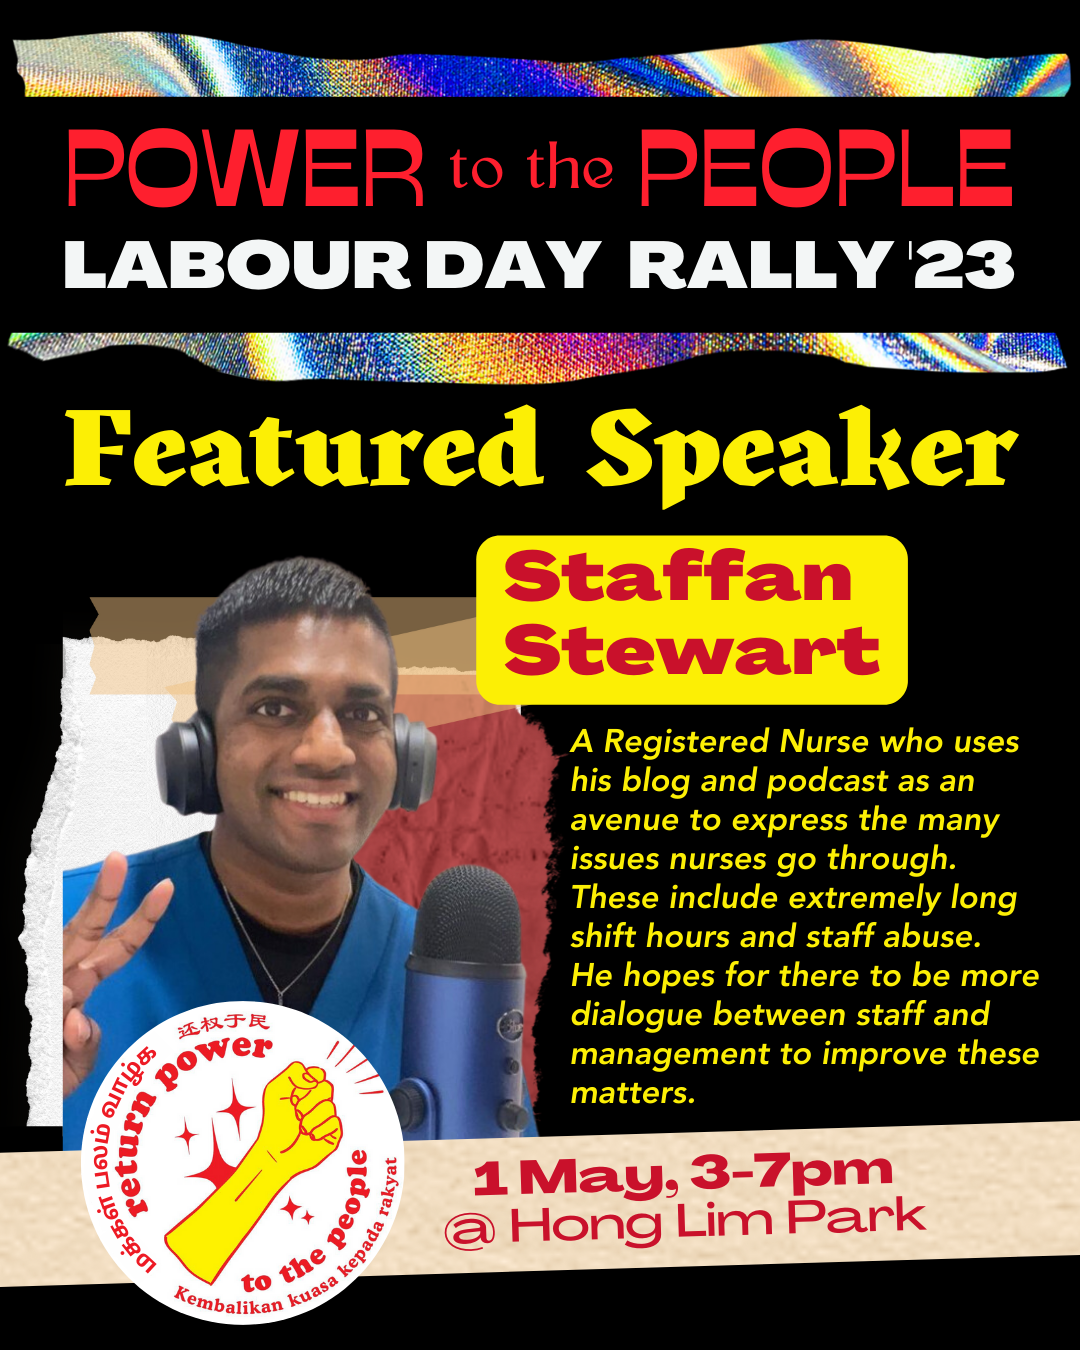 POWER to the PEOPLE
LABOUR DAY RALLY '23
Featured Speaker
Staffan
Stewart
A Registered Nurse who uses
his blog and podcast as an
avenue to express the many
issues nurses go through.
These include extremely long
shift hours and staff abuse.
He hopes for there to be more
dialogue between staff and
management to improve these
matters.
Blue
还权于民
மக்கள் பலம் வாழ்க
return power
to the people
Kembalikan kuasa kepada rakyat
1 May, 3-7pm
@ Hong Lim Park